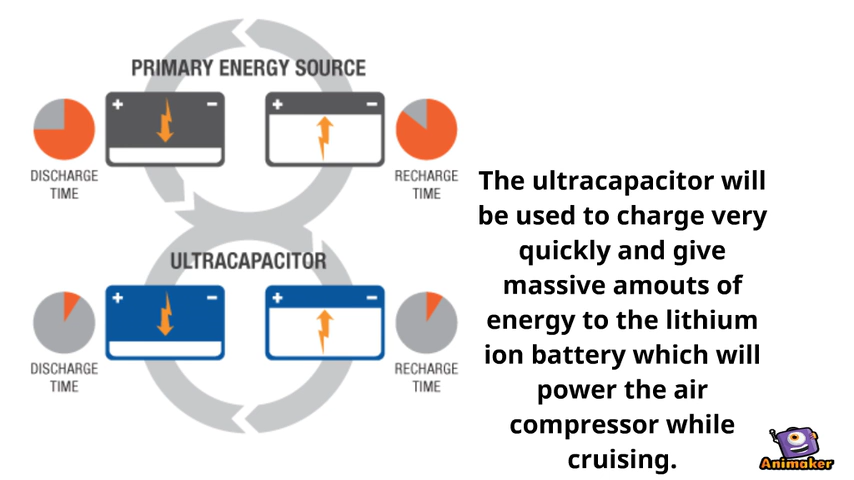 PRIMARY ENERGY SOURCE
+ -
+ -
DISCHARGE
TIME
RECHARGE
TIME
ULTRACAPACITOR
+ -
+ -
DISCHARGE
TIME
RECHARGE
TIME
The ultracapacitor will
be used to charge very
quickly and give
massive amouts of
energy to the lithium
ion battery which will
power the air
compressor while
cruising.
Animaker